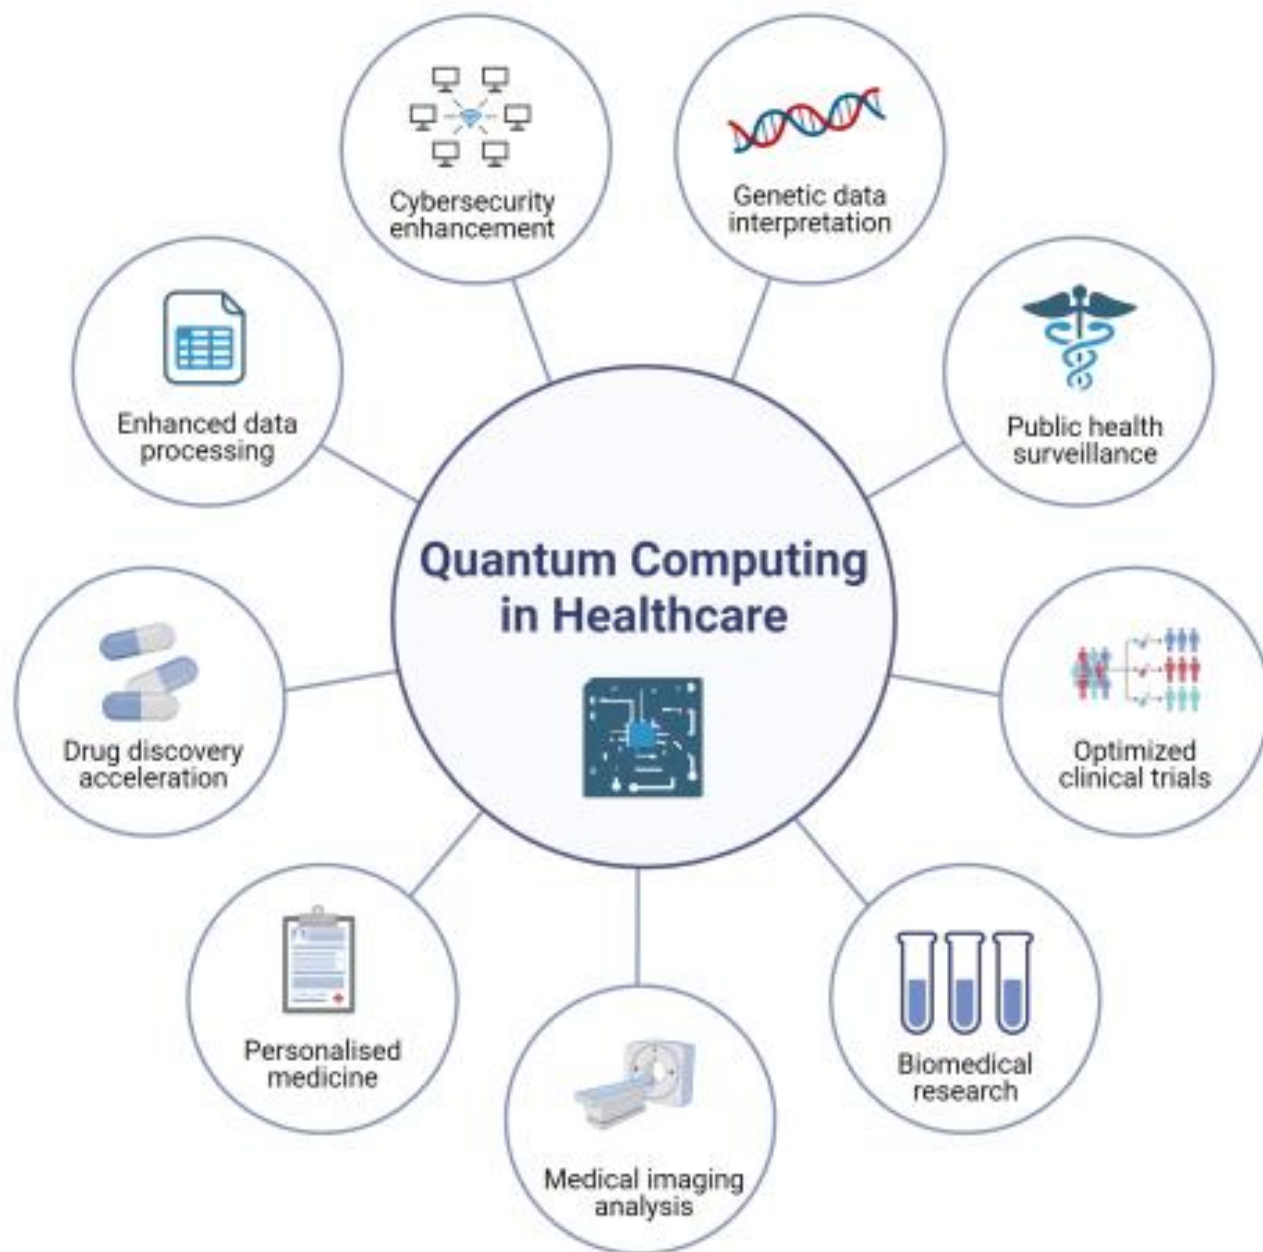 Cybersecurity
enhancement
Genetic data
interpretation
Enhanced data
processing
Public health
surveillance
Quantum Computing
in Healthcare
Drug discovery
acceleration
Optimized
clinical trials
Personalised
medicine
Biomedical
research
Medical imaging
analysis